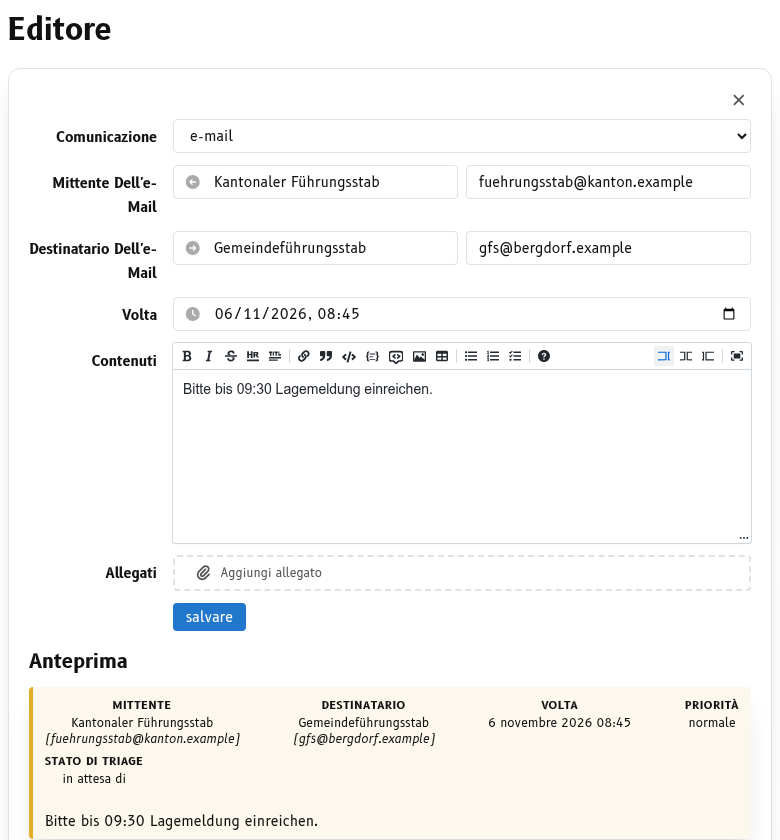 Editore
Comunicazione
e-mail
Mittente Dell'e-
Mail
Kantonaler Führungsstab
fuehrungsstab@kanton.example
Destinatario Dell'e-
Mail
Gemeindeführungsstab
gfs@bergdorf.example
Volta
06/11/2026, 08:45
Contenuti
B I S HR TITL
Bitte bis 09:30 Lagemeldung einreichen.
Allegati
Aggiungi allegato
salvare
Anteprima
MITTENTE DESTINATARIO VOLTA PRIORITÀ
Kantonaler Führungsstab Gemeindeführungsstab 6 novembre 2026 08:45 normale
[fuehrungsstab@kanton.example] [gfs@bergdorf.example]
STATO DI TRIAGE
in attesa di
Bitte bis 09:30 Lagemeldung einreichen.